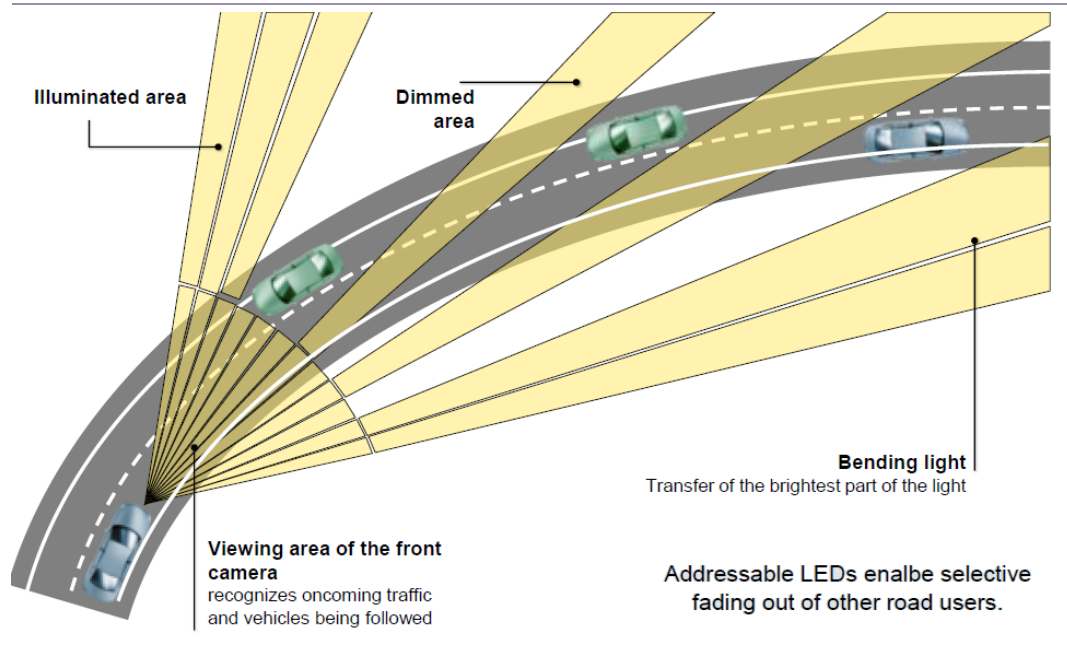 Illuminated area
Dimmed
area
Bending light
Transfer of the brightest part of the light
Viewing area of the front
camera
recognizes oncoming traffic
and vehicles being followed
Addressable LEDs enalbe selective
fading out of other road users.